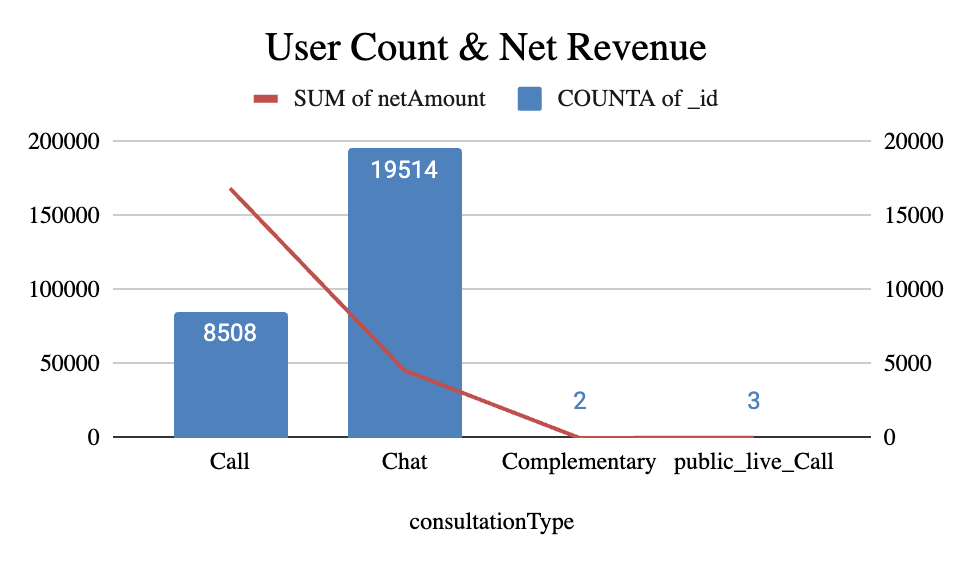 User Count & Net Revenue
SUM of netAmount COUNTA of _id
200000 20000
19514
150000 15000
100000 10000
8508
50000 5000
2 3
0 0
Call Chat Complementary public_live_Call
consultationType